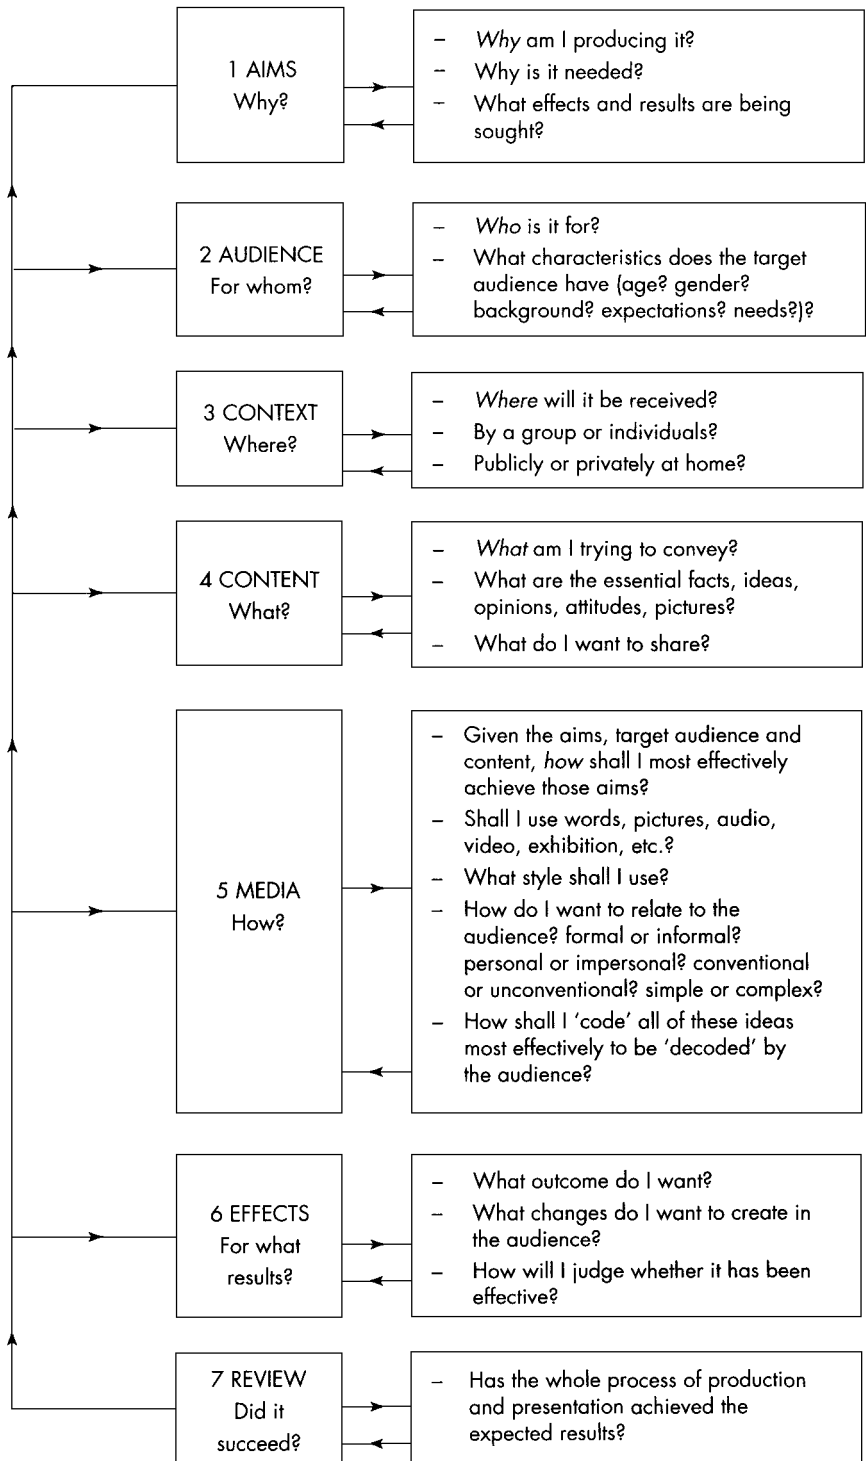 1 AIMS
Why?
– Why am I producing it?
– Why is it needed?
– What effects and results are being
sought?
2 AUDIENCE
For whom?
– Who is it for?
– What characteristics does the target
audience have (age? gender?
background? expectations? needs?)?
3 CONTEXT
Where?
– Where will it be received?
– By a group or individuals?
– Publicly or privately at home?
4 CONTENT
What?
– What am I trying to convey?
– What are the essential facts, ideas,
opinions, attitudes, pictures?
– What do I want to share?
5 MEDIA
How?
– Given the aims, target audience and
content, how shall I most effectively
achieve those aims?
– Shall I use words, pictures, audio,
video, exhibition, etc.?
– What style shall I use?
– How do I want to relate to the
audience? formal or informal?
personal or impersonal? conventional
or unconventional? simple or complex?
– How shall I 'code' all of these ideas
most effectively to be 'decoded' by
the audience?
6 EFFECTS
For what
results?
– What outcome do I want?
– What changes do I want to create in
the audience?
– How will I judge whether it has been
effective?
7 REVIEW
Did it
succeed?
– Has the whole process of production
and presentation achieved the
expected results?